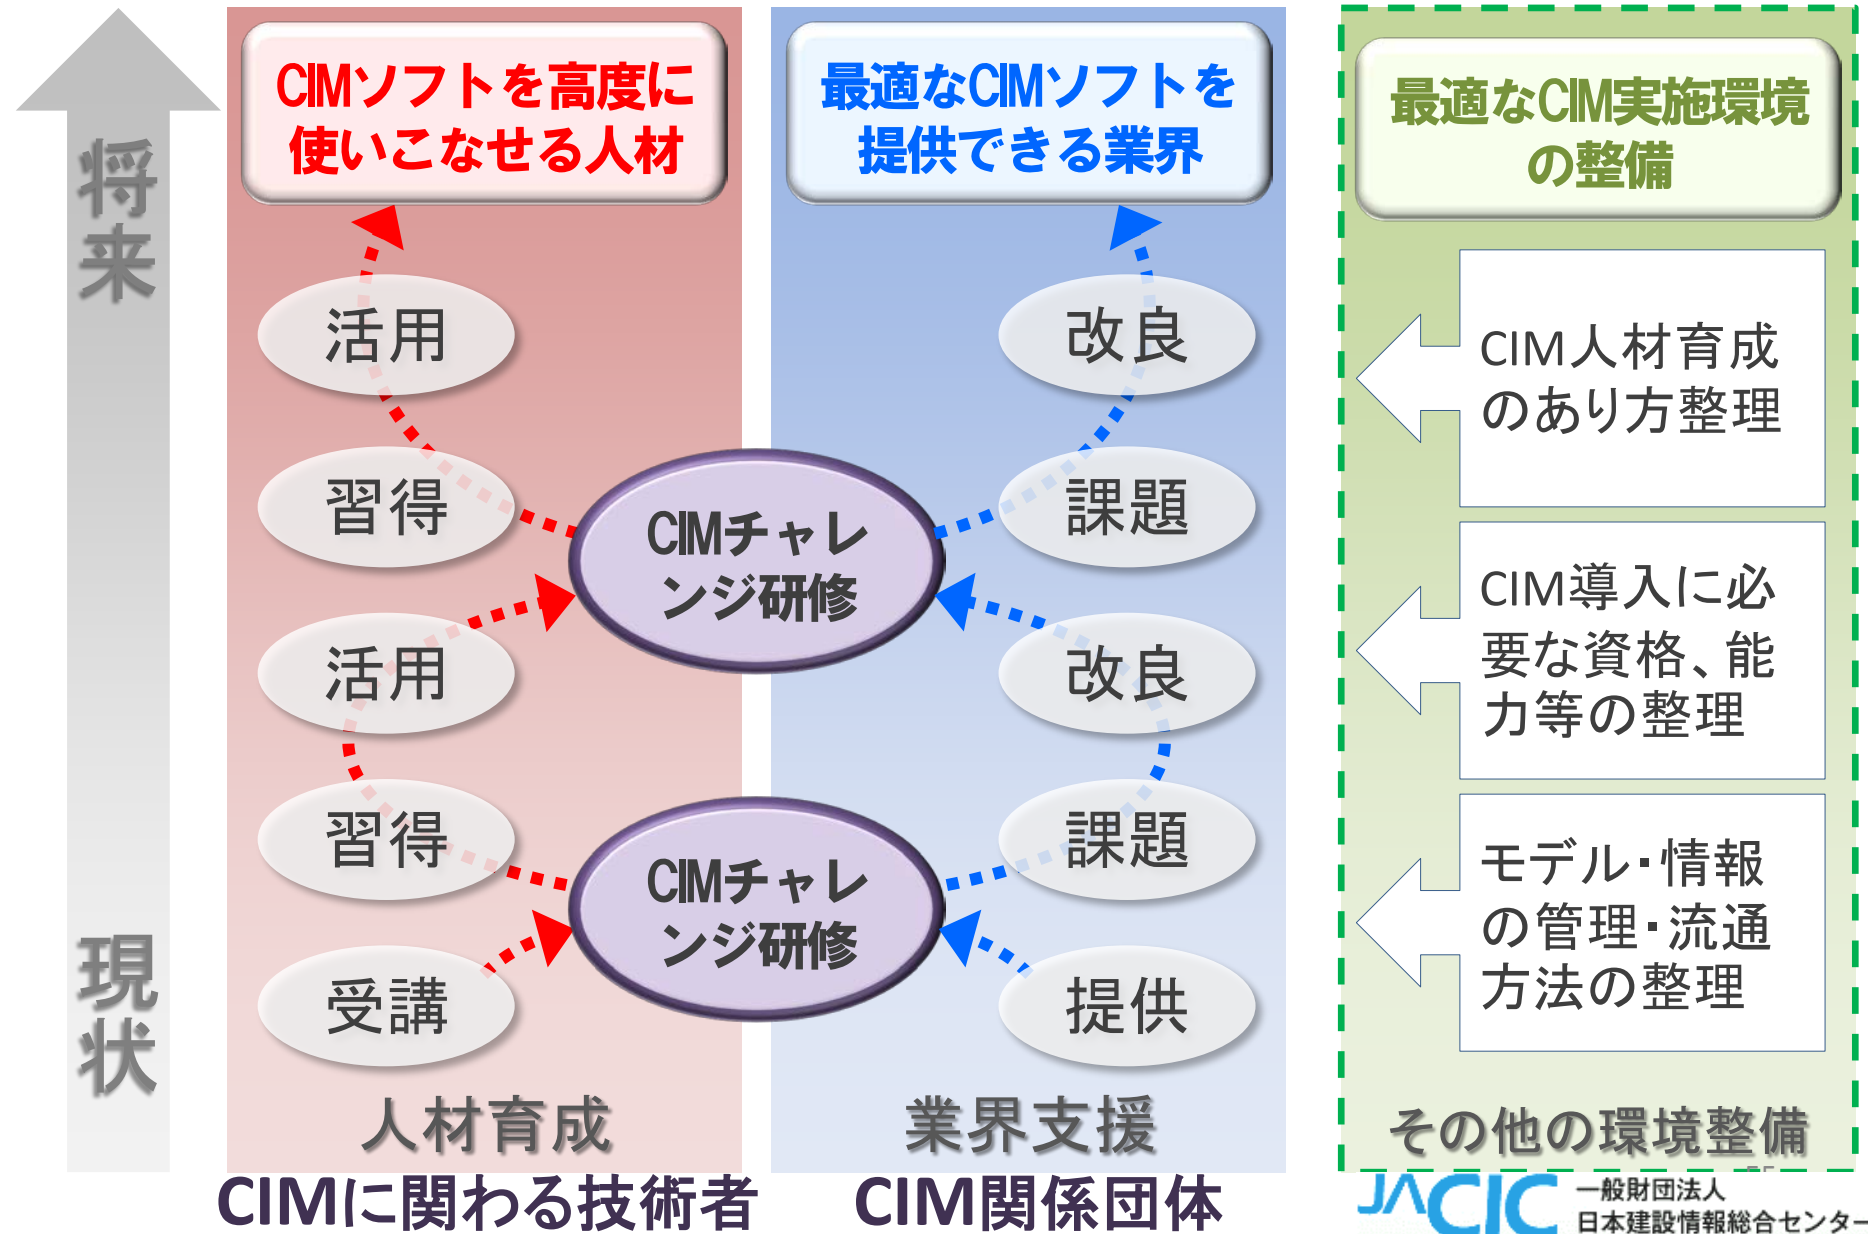 将来
現状
CIMソフトを高度に
使いこなせる人材
活用
習得
活用
習得
受講
人材育成
CIMに関わる技術者
CIMチャレ
ンジ研修
CIMチャレ
ンジ研修
最適なCIMソフトを
提供できる業界
改良
課題
改良
課題
提供
業界支援
CIM関係団体
最適なCIM実施環境
の整備
CIM人材育成
のあり方整理
CIM導入に必
要な資格、能
力等の整理
モデル・情報
の管理・流通
方法の整理
その他の環境整備
JACIC
一般財団法人
日本建設情報総合センター